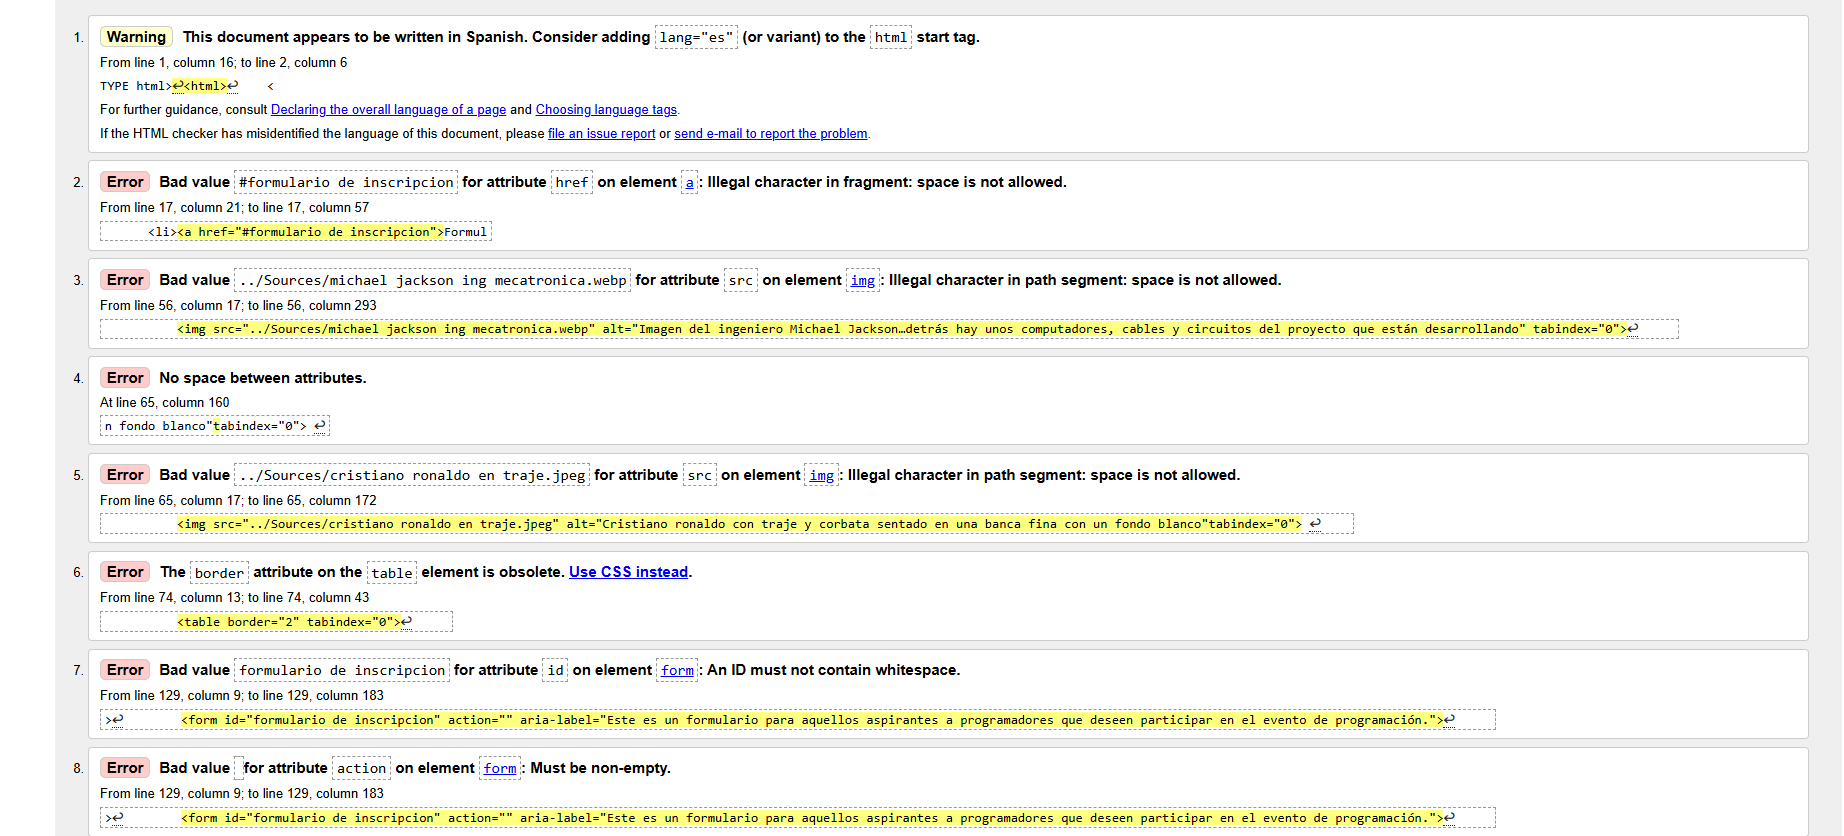 1. Warning This document appears to be written in Spanish. Consider adding lang="es" (or variant) to the html start tag.
From line 1, column 16; to line 2, column 6
TYPE html>↩<html>↩ <
For further guidance, consult Declaring the overall language of a page and Choosing language tags.
If the HTML checker has misidentified the language of this document, please file an issue report or send e-mail to report the problem.
2. Error Bad value #formulario de inscripcion for attribute href on element a: Illegal character in fragment: space is not allowed.
From line 17, column 21; to line 17, column 57
<li><a href="#formulario de inscripcion">Formul
3. Error Bad value ../Sources/michael jackson ing mecatronica.webp for attribute src on element img: Illegal character in path segment: space is not allowed.
From line 56, column 17; to line 56, column 293
<img src="../Sources/michael jackson ing mecatronica.webp" alt="Imagen del ingeniero Michael Jackson…detrás hay unos computadores, cables y circuitos del proyecto que están desarrollando" tabindex="0">↩
4. Error No space between attributes.
At line 65, column 160
n fondo blanco"tabindex="0"> ↩
5. Error Bad value ../Sources/cristiano ronaldo en traje.jpeg for attribute src on element img: Illegal character in path segment: space is not allowed.
From line 65, column 17; to line 65, column 172
<img src="../Sources/cristiano ronaldo en traje.jpeg" alt="Cristiano ronaldo con traje y corbata sentado en una banca fina con un fondo blanco"tabindex="0"> ↩
6. Error The border attribute on the table element is obsolete. Use CSS instead.
From line 74, column 13; to line 74, column 43
<table border="2" tabindex="0">↩
7. Error Bad value formulario de inscripcion for attribute id on element form: An ID must not contain whitespace.
From line 129, column 9; to line 129, column 183
>↩ <form id="formulario de inscripcion" action="" aria-label="Este es un formulario para aquellos aspirantes a programadores que deseen participar en el evento de programación.">↩
8. Error Bad value for attribute action on element form: Must be non-empty.
From line 129, column 9; to line 129, column 183
>↩ <form id="formulario de inscripcion" action="" aria-label="Este es un formulario para aquellos aspirantes a programadores que deseen participar en el evento de programación.">↩